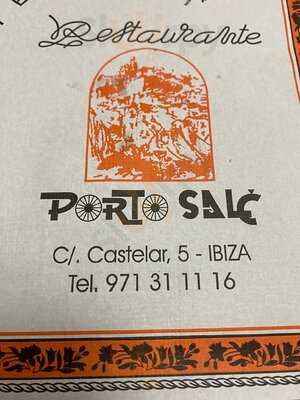 Restaurante
PORTO SALÉ
C/. Castelar, 5 - IBIZA
Tel. 971 31 11 16